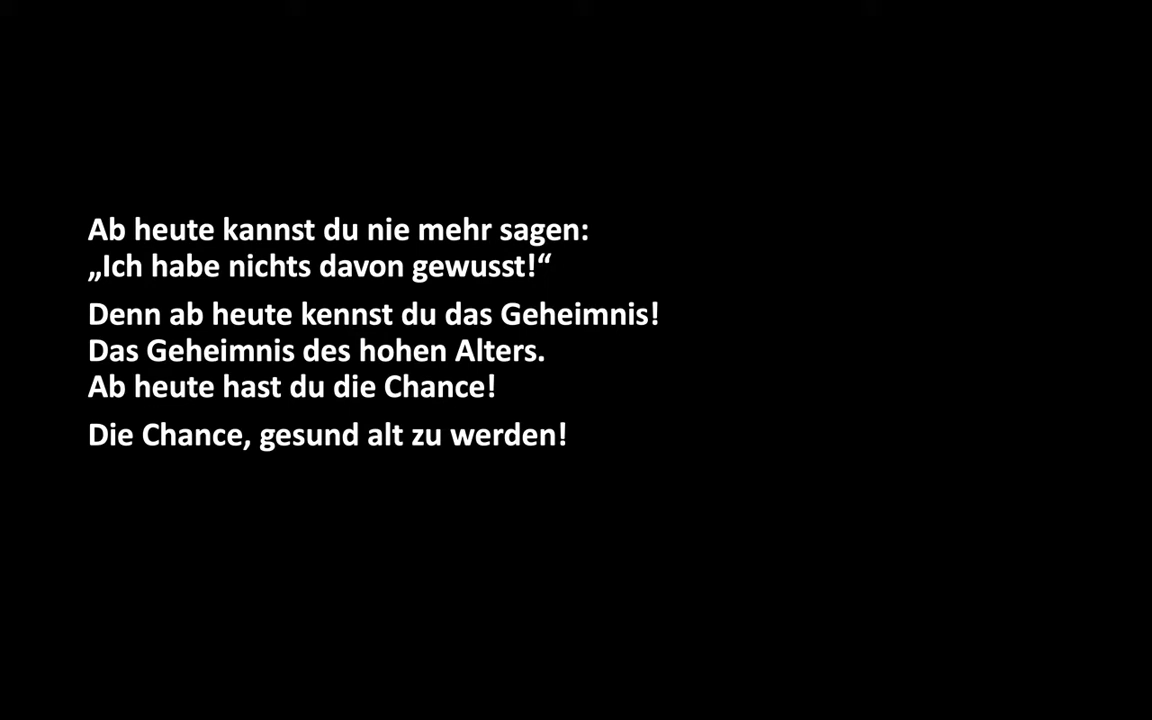 Ab heute kannst du nie mehr sagen:
„Ich habe nichts davon gewusst!“
Denn ab heute kennst du das Geheimnis!
Das Geheimnis des hohen Alters.
Ab heute hast du die Chance!
Die Chance, gesund alt zu werden!